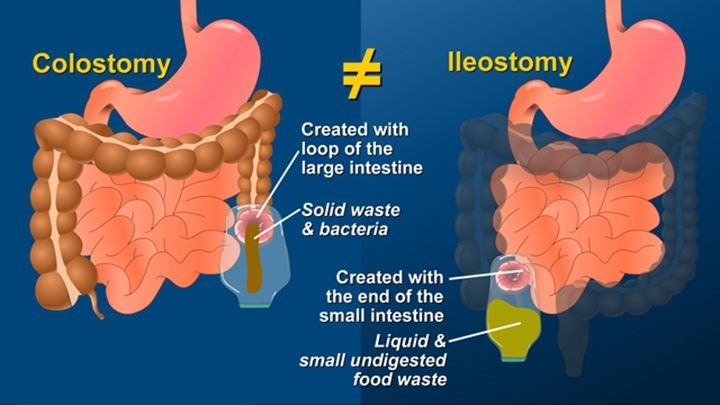 Colostomy
≠
Ileostomy
Created with
loop of the
large intestine
Solid waste
& bacteria
Created with
the end of the
small intestine
Liquid &
small undigested
food waste